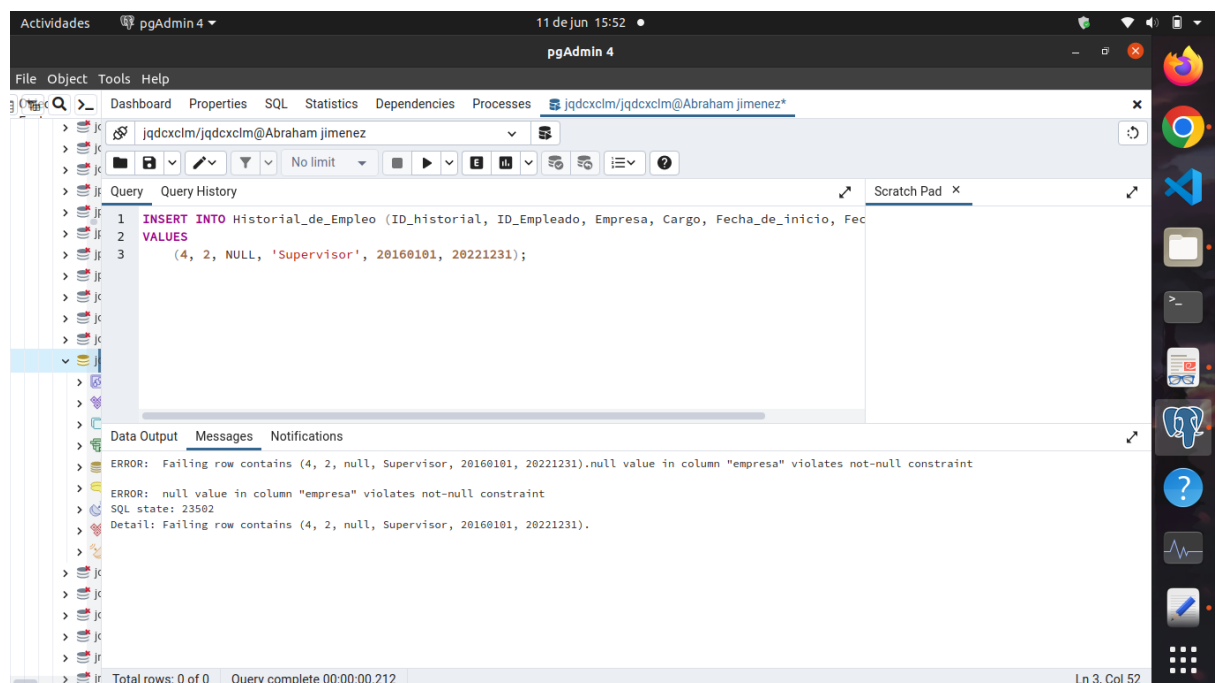 Actividades pgAdmin 4 11 de jun 15:52
pgAdmin 4
File Object Tools Help
Dashboard Properties SQL Statistics Dependencies Processes jqdcxclm/jqdcxclm@Abraham jimenez*
jqdcxclm/jqdcxclm@Abraham jimenez
No limit
Query Query History Scratch Pad
1 INSERT INTO Historial_de_Empleo (ID_historial, ID_Empleado, Empresa, Cargo, Fecha_de_inicio, Fec
2 VALUES
3 (4, 2, NULL, 'Supervisor', 20160101, 20221231);
Data Output Messages Notifications
ERROR: Failing row contains (4, 2, null, Supervisor, 20160101, 20221231).null value in column "empresa" violates not-null constraint
ERROR: null value in column "empresa" violates not-null constraint
SQL state: 23502
Detail: Failing row contains (4, 2, null, Supervisor, 20160101, 20221231).
Total rows: 0 of 0 Query complete 00:00:00.212 Ln 3, Col 52